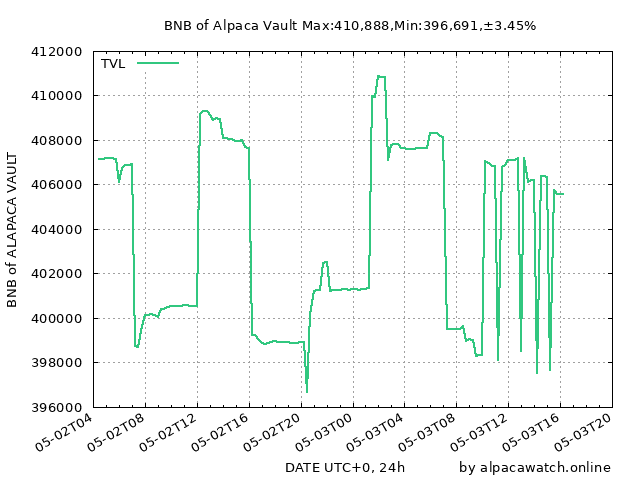 BNB of Alpaca Vault Max:410,888,Min:396,691,±3.45%
TVL
412000
410000
408000
406000
404000
402000
400000
398000
396000
BNB of ALAPACA VAULT
05-02T04 05-02T08 05-02T12 05-02T16 05-02T20 05-03T00 05-03T04 05-03T08 05-03T12 05-03T16 05-03T20
DATE UTC+0, 24h by alpacawatch.online